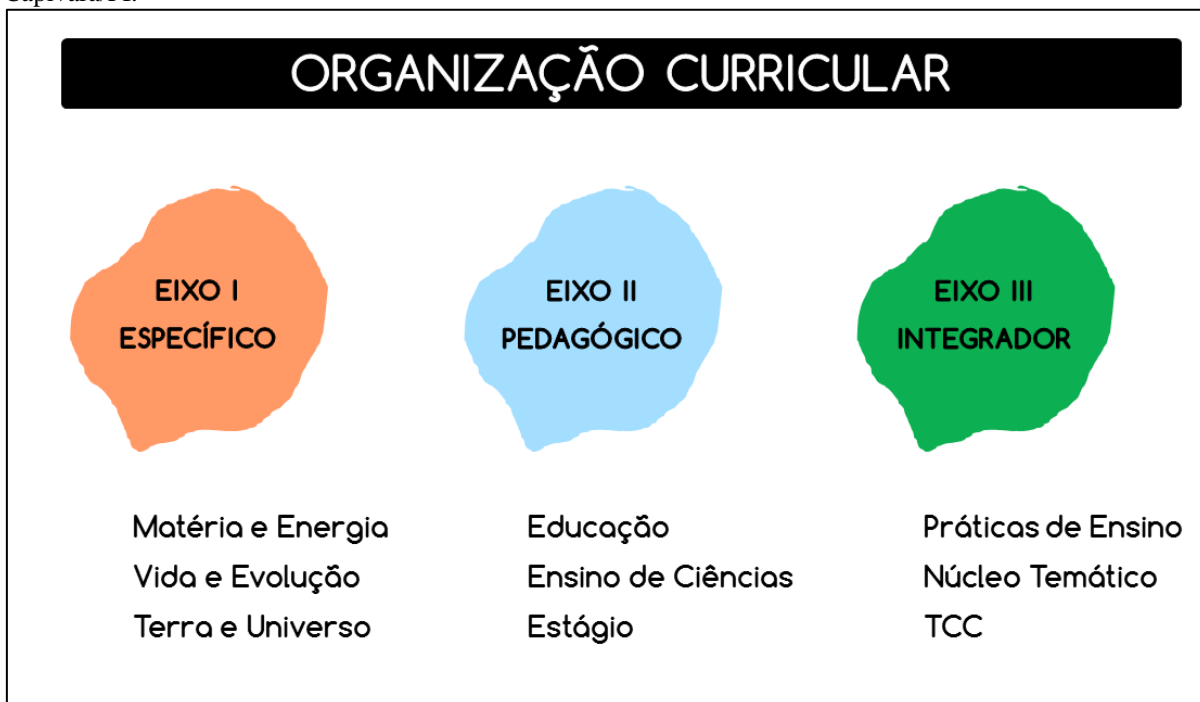 ORGANIZAÇÃO CURRICULAR
EIXO I
ESPECÍFICO
EIXO II
PEDAGÓGICO
EIXO III
INTEGRADOR
Matéria e Energia
Vida e Evolução
Terra e Universo
Educação
Ensino de Ciências
Estágio
Práticas de Ensino
Núcleo Temático
TCC